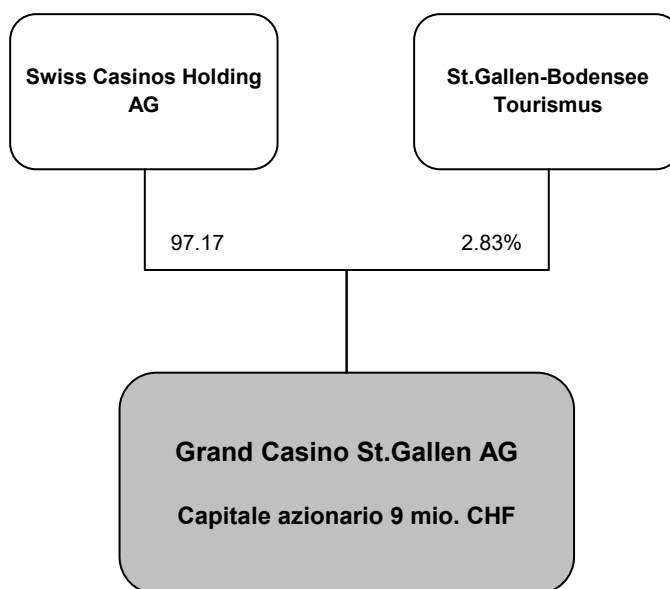 Swiss Casinos Holding
AG
St.Gallen-Bodensee
Tourismus
97.17
2.83%
Grand Casino St.Gallen AG
Capitale azionario 9 mio. CHF